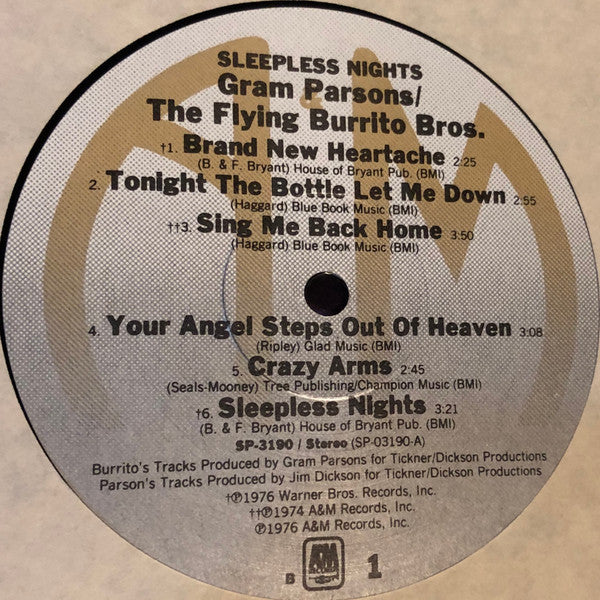 SLEEPLESS NIGHTS
Gram Parsons/
The Flying Burrito Bros.
†1. Brand New Heartache 2:25
(B. & F. Bryant) House of Bryant Pub. (BMI)
2. Tonight The Bottle Let Me Down 2:55
(Haggard) Blue Book Music (BMI)
††3. Sing Me Back Home 3:50
(Haggard) Blue Book Music (BMI)
4. Your Angel Steps Out Of Heaven 3:08
(Ripley) Glad Music (BMI)
5. Crazy Arms 2:45
(Seals-Mooney) Tree Publishing/Champion Music (BMI)
†6. Sleepless Nights 3:21
(B. & F. Bryant) House of Bryant Pub. (BMI)
SP-3190 / Stereo (SP-03190-A)
Burrito's Tracks Produced by Gram Parsons for Tickner/Dickson Productions
Parson's Tracks Produced by Jim Dickson for Tickner/Dickson Productions
†℗1976 Warner Bros. Records, Inc.
††℗1974 A&M Records, Inc.
℗1976 A&M Records, Inc.
B A&M RECORDS 1